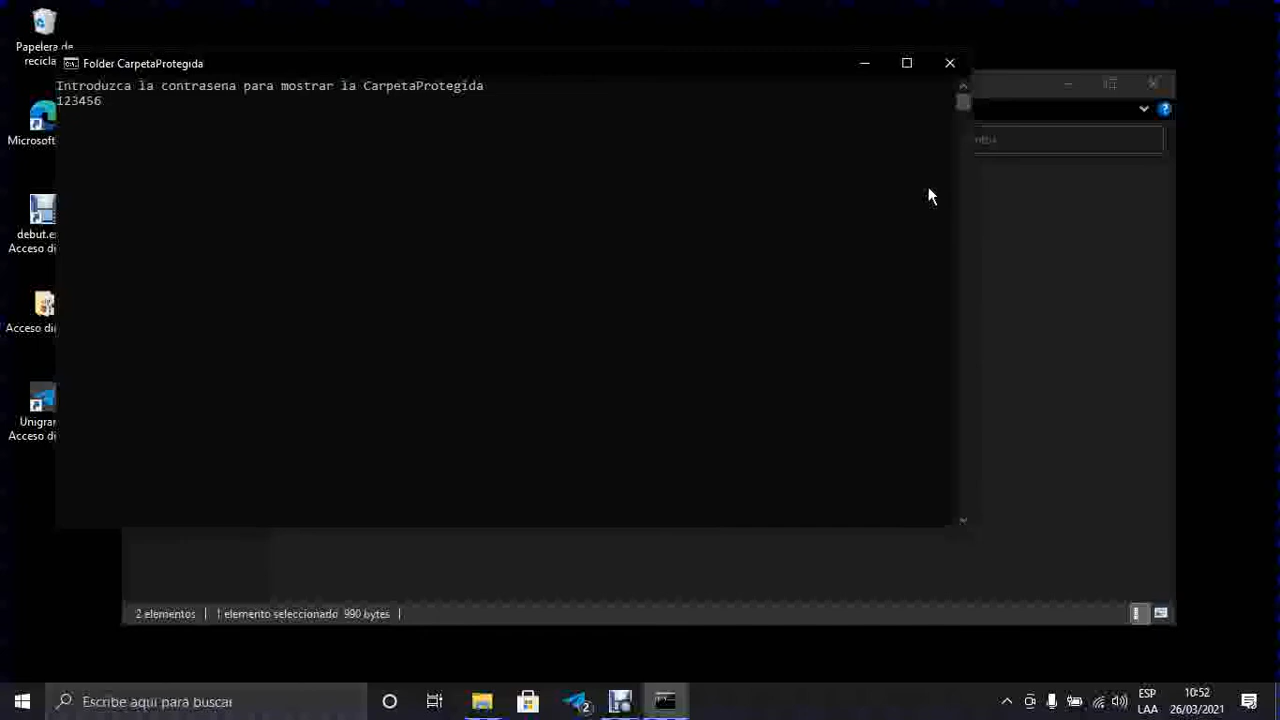 Papelera de
recicla
Folder CarpetaProtegida
Introduzca la contrasena para mostrar la CarpetaProtegida
123456
Microsoft
debut.e
Acceso di
Acceso di
Unigra
Acceso di
2 elementos
1 elemento seleccionado 990 bytes
Escribe aquí para buscar
2
ESP
LAA
10:52
26/03/2021